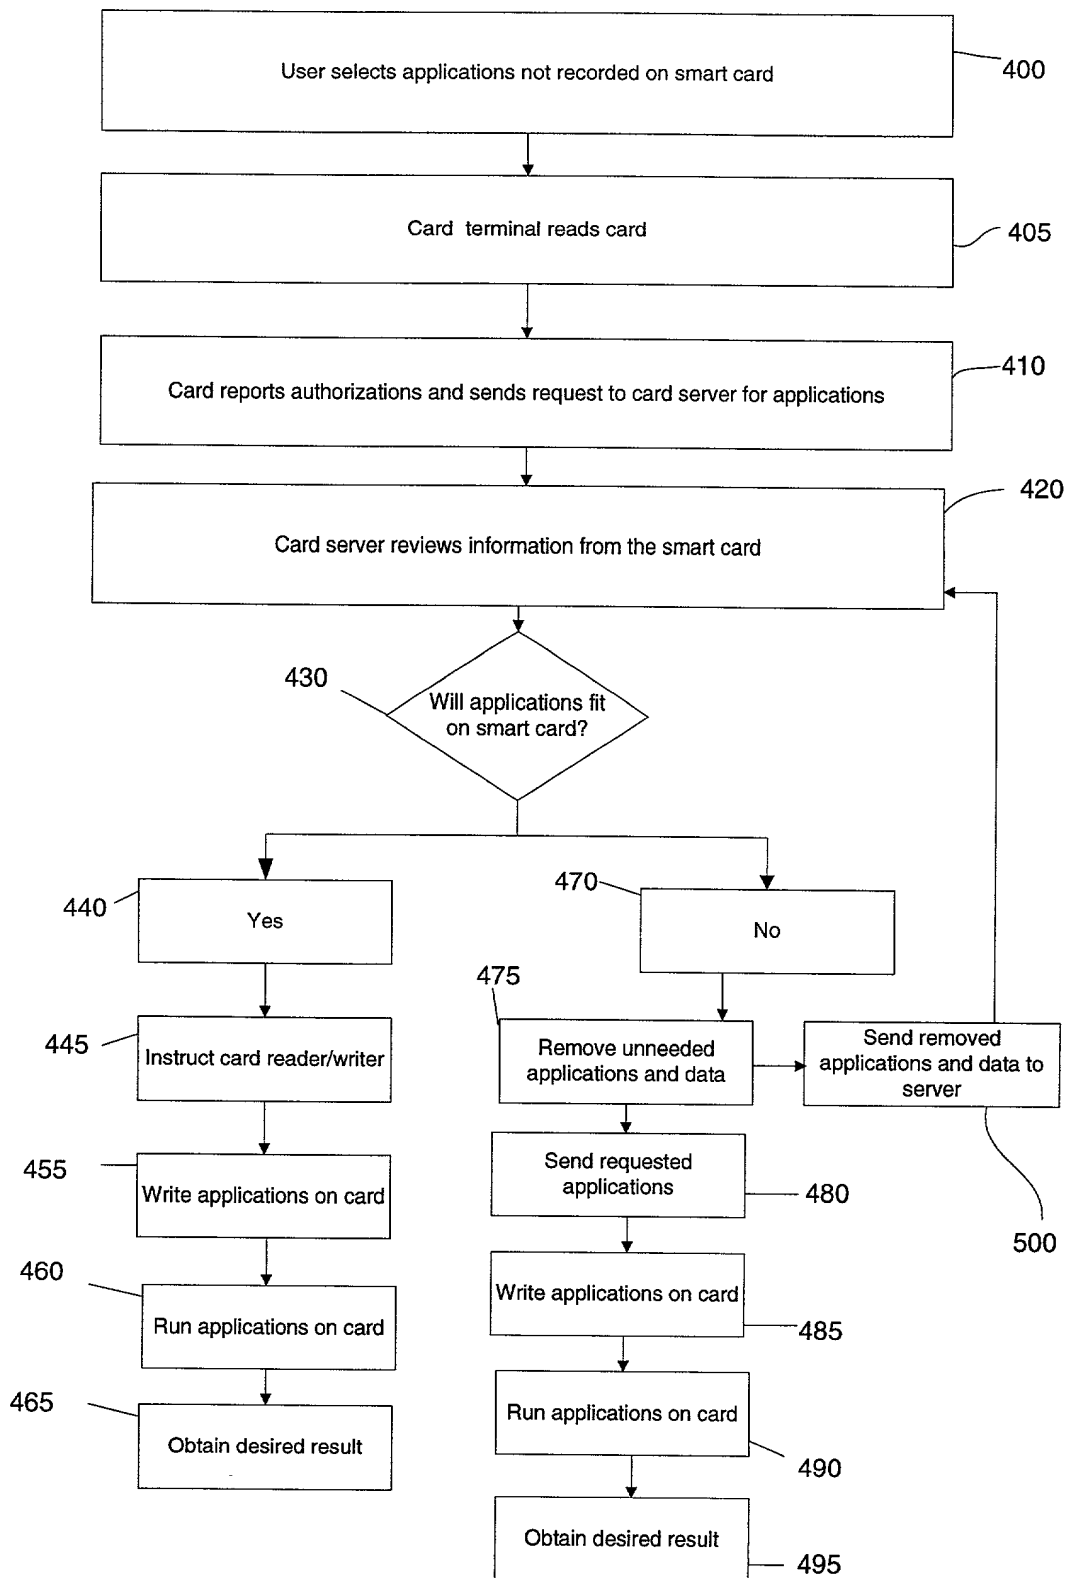 User selects applications not recorded on smart card
400
Card terminal reads card
405
Card reports authorizations and sends request to card server for applications
410
Card server reviews information from the smart card
420
430
Will applications fit
on smart card?
440
Yes
470
No
445
Instruct card reader/writer
475
Remove unneeded
applications and data
Send removed
applications and data to
server
500
455
Write applications on card
Send requested
applications
480
460
Run applications on card
Write applications on card
485
465
Obtain desired result
Run applications on card
490
Obtain desired result
495